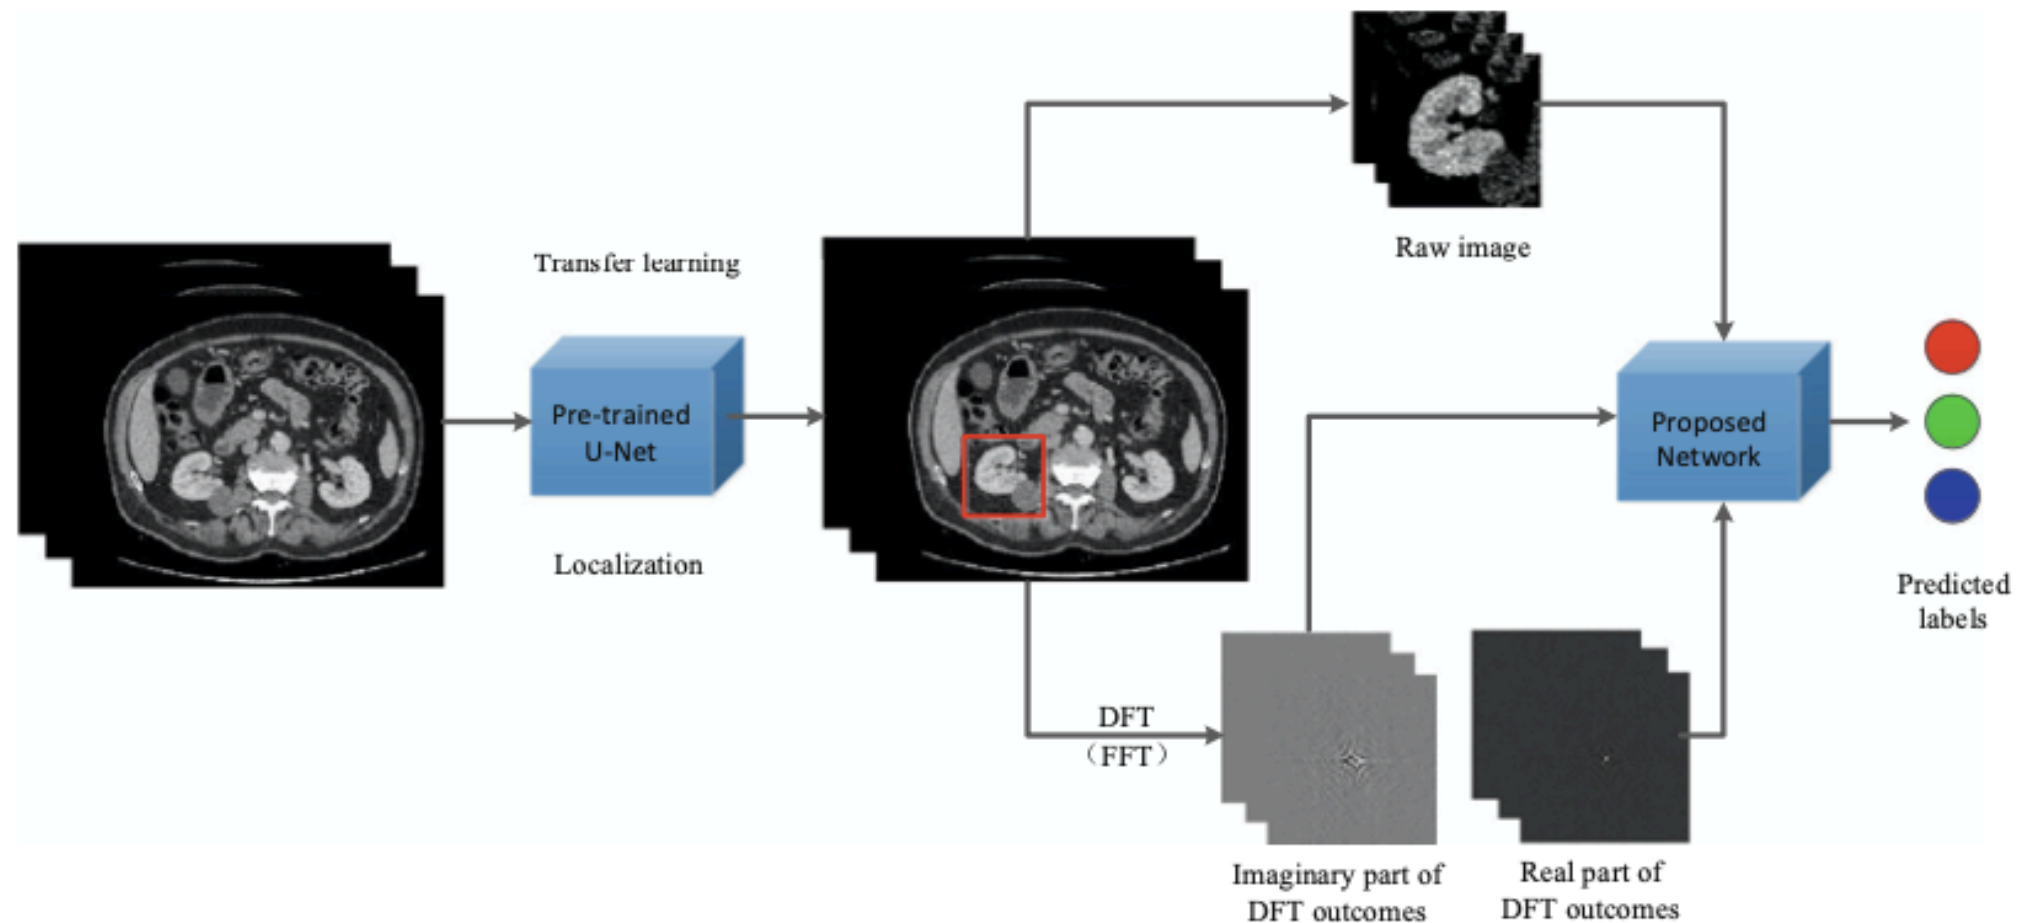 Transfer learning
Pre-trained
U-Net
Localization
Raw image
DFT
（FFT）
Imaginary part of
DFT outcomes
Real part of
DFT outcomes
Proposed
Network
Predicted
labels